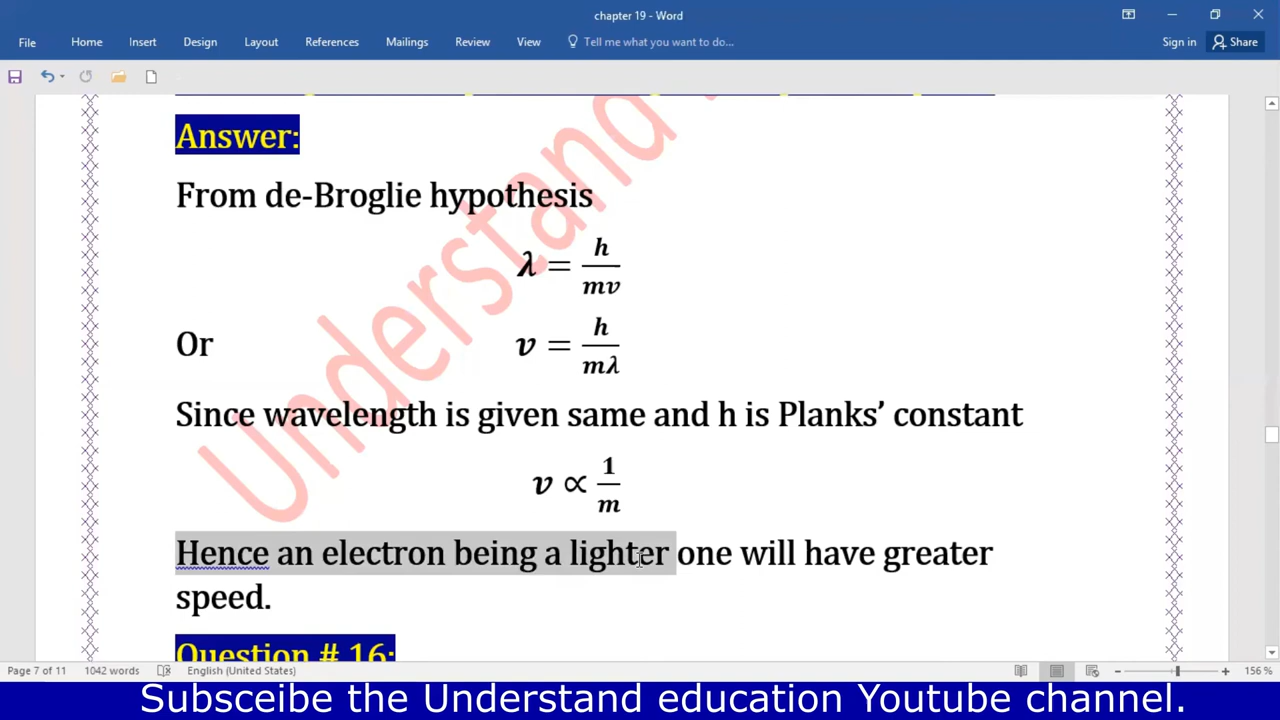 chapter 19 - Word
File Home Insert Design Layout References Mailings Review View Tell me what you want to do... Sign in Share
Answer:
From de-Broglie hypothesis
λ = h/mv
Or v = h/mλ
Since wavelength is given same and h is Planks’ constant
v ∝ 1/m
Hence an electron being a lighter one will have greater
speed.
Question # 16:
Understand
Page 7 of 11 1042 words English (United States) 156 %
Subsceibe the Understand education Youtube channel.